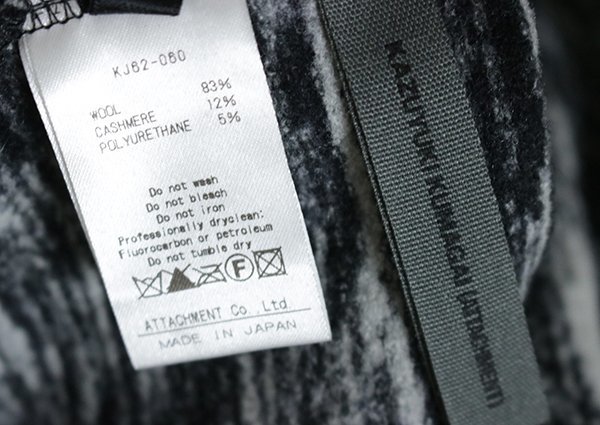 KJ62-060
WOOL 83%
CASHMERE 12%
POLYURETHANE 5%
Do not wash
Do not bleach
Do not iron
Professionally dryclean:
Fluorocarbon or petroleum
Do not tumble dry
F
ATTACHMENT Co.,Ltd.
MADE IN JAPAN
KAZUYUKI KUMAGAI (ATTACHMENT)